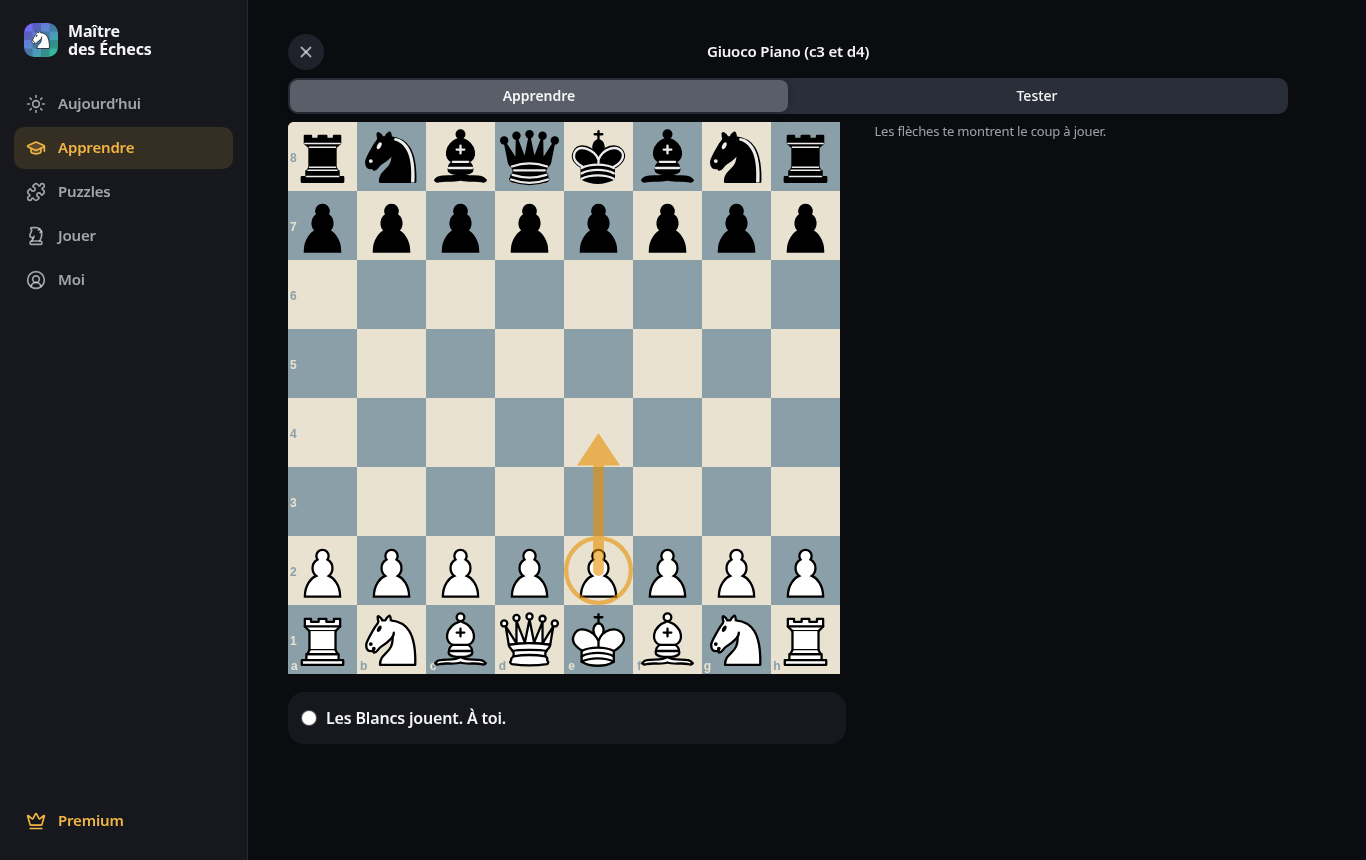 Maître
des Échecs
Aujourd’hui
Apprendre
Puzzles
Jouer
Moi
Premium
Giuoco Piano (c3 et d4)
Apprendre
Tester
Les flèches te montrent le coup à jouer.
8
7
6
5
4
3
2
1
a b c d e f g h
Les Blancs jouent. À toi.